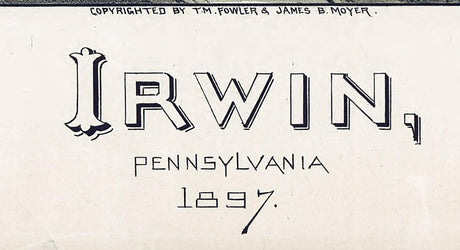 COPYRIGHTED BY T.M. FOWLER & JAMES B. MOYER.
IRWIN,
PENNSYLVANIA
1897.